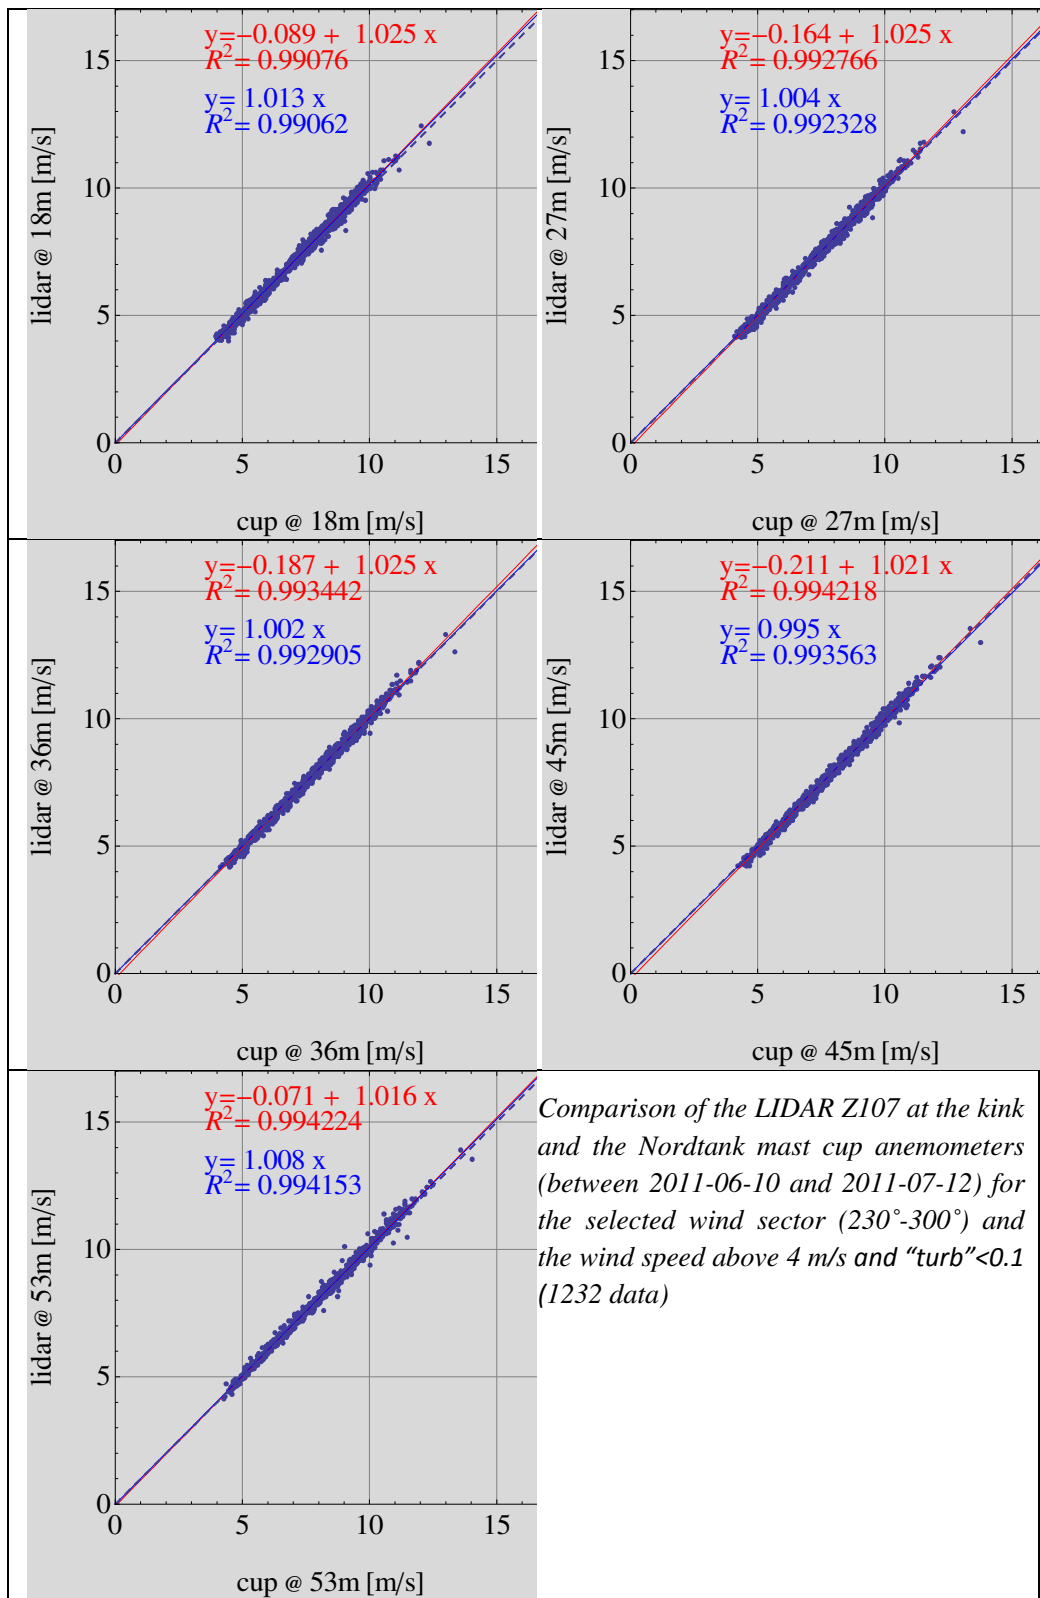 y=−0.089 + 1.025 x
R²= 0.99076
y= 1.013 x
R²= 0.99062
15
10
5
0
0 5 10 15
lidar @ 18m [m/s]
cup @ 18m [m/s]
y=−0.164 + 1.025 x
R²= 0.992766
y= 1.004 x
R²= 0.992328
15
10
5
0
0 5 10 15
lidar @ 27m [m/s]
cup @ 27m [m/s]
y=−0.187 + 1.025 x
R²= 0.993442
y= 1.002 x
R²= 0.992905
15
10
5
0
0 5 10 15
lidar @ 36m [m/s]
cup @ 36m [m/s]
y=−0.211 + 1.021 x
R²= 0.994218
y= 0.995 x
R²= 0.993563
15
10
5
0
0 5 10 15
lidar @ 45m [m/s]
cup @ 45m [m/s]
y=−0.071 + 1.016 x
R²= 0.994224
y= 1.008 x
R²= 0.994153
15
10
5
0
0 5 10 15
lidar @ 53m [m/s]
cup @ 53m [m/s]
Comparison of the LIDAR Z107 at the kink
and the Nordtank mast cup anemometers
(between 2011-06-10 and 2011-07-12) for
the selected wind sector (230˚-300˚) and
the wind speed above 4 m/s and “turb”<0.1
(1232 data)